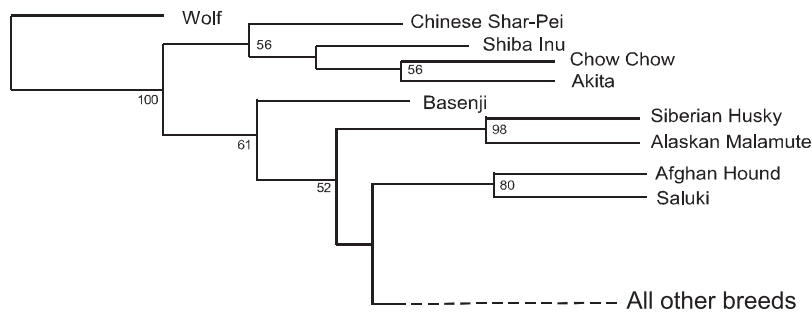 Wolf
Chinese Shar-Pei
56
Shiba Inu
Chow Chow
56
Akita
100
Basenji
Siberian Husky
98
61
Alaskan Malamute
Afghan Hound
52
80
Saluki
All other breeds